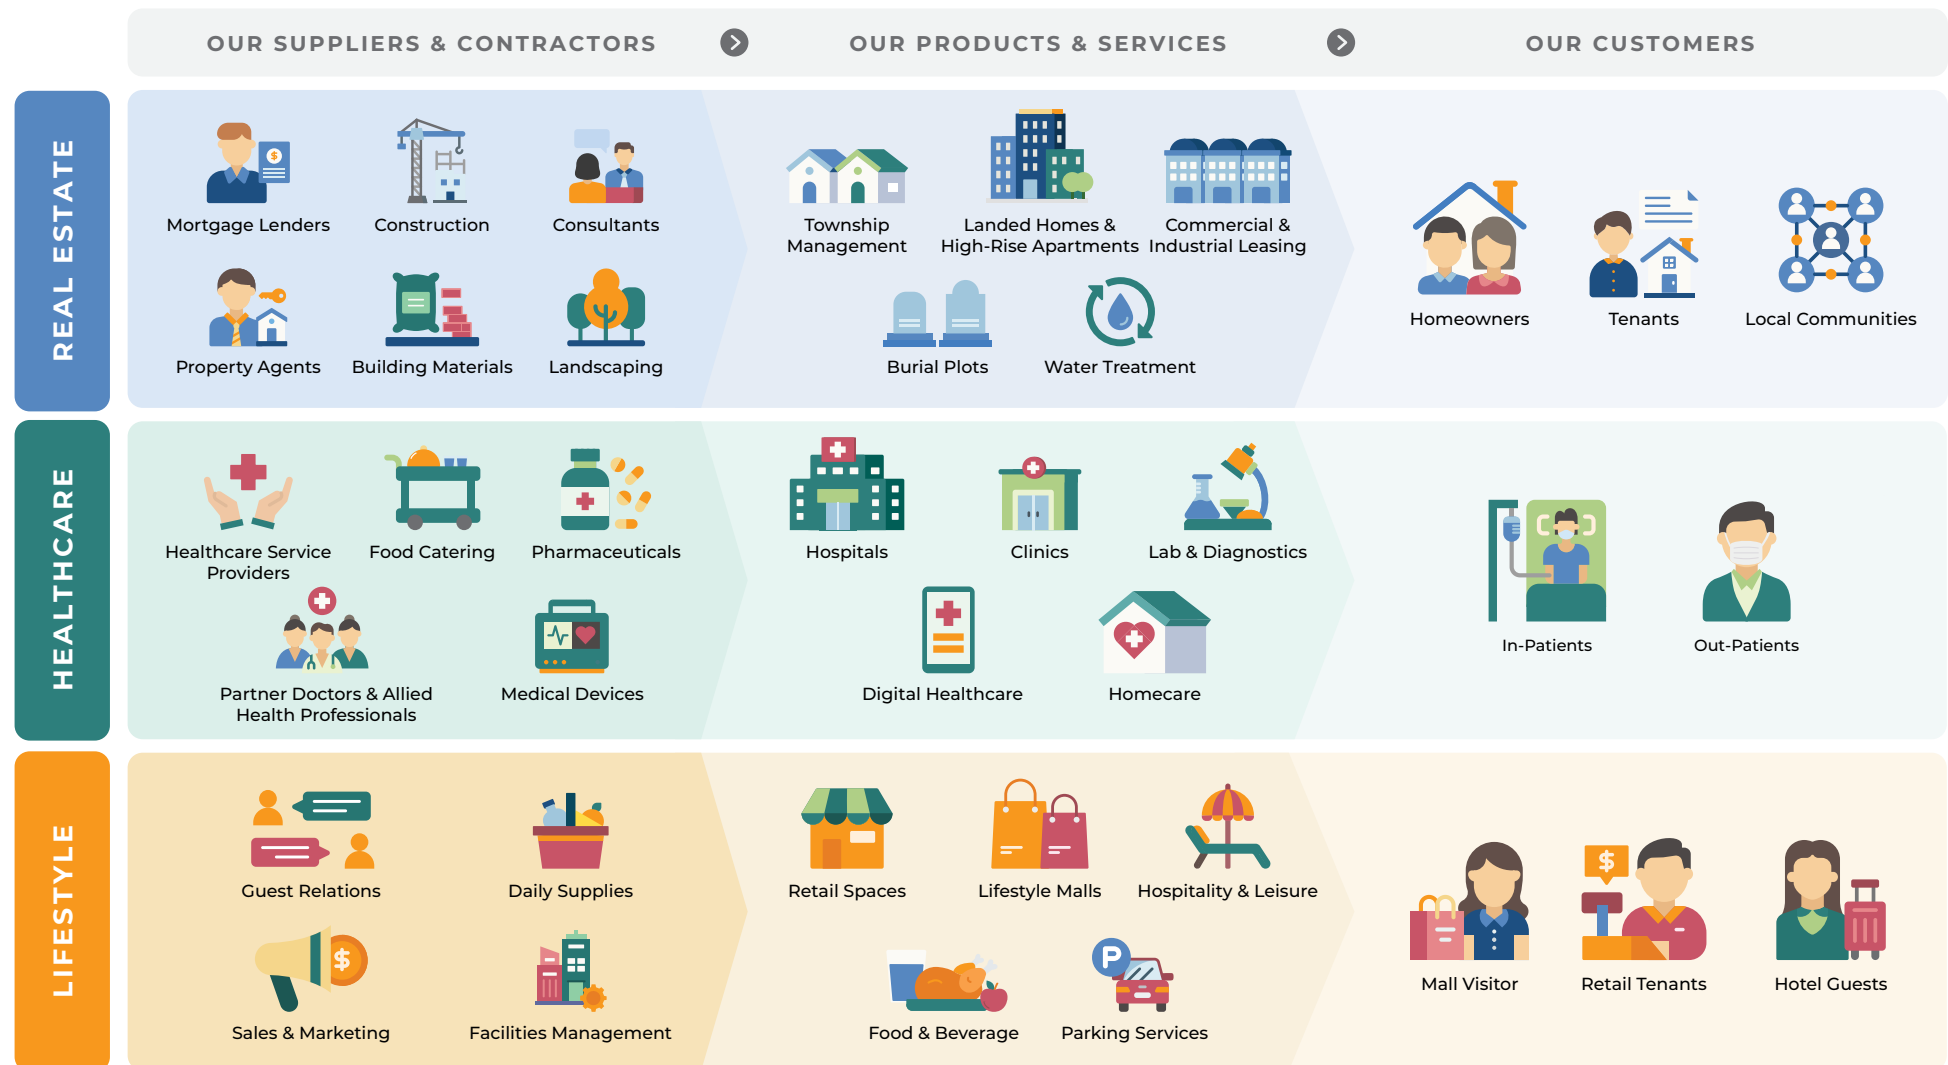 OUR SUPPLIERS & CONTRACTORS
OUR PRODUCTS & SERVICES
OUR CUSTOMERS
REAL ESTATE
Mortgage Lenders
Construction
Consultants
Property Agents
Building Materials
Landscaping
Township
Management
Landed Homes &
High-Rise Apartments
Commercial &
Industrial Leasing
Burial Plots
Water Treatment
Homeowners
Tenants
Local Communities
HEALTHCARE
Healthcare Service
Providers
Food Catering
Pharmaceuticals
Partner Doctors & Allied
Health Professionals
Medical Devices
Hospitals
Clinics
Lab & Diagnostics
Digital Healthcare
Homecare
In-Patients
Out-Patients
LIFESTYLE
Guest Relations
Daily Supplies
$
Sales & Marketing
Facilities Management
Retail Spaces
Lifestyle Malls
Hospitality & Leisure
P
Food & Beverage
Parking Services
$
Mall Visitor
Retail Tenants
Hotel Guests